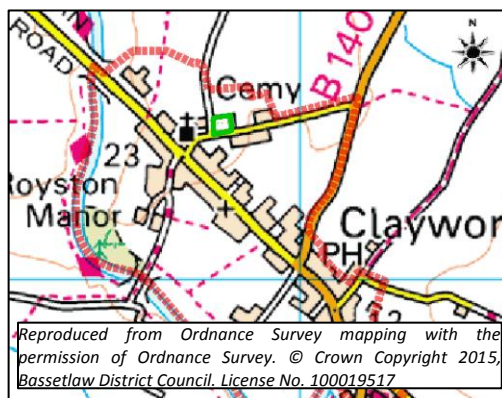 N
ROAD
Cemy
B 140
23
Royston
Manor
Claywor
PH
Reproduced from Ordnance Survey mapping with the
permission of Ordnance Survey. © Crown Copyright 2015,
Bassetlaw District Council. License No. 100019517